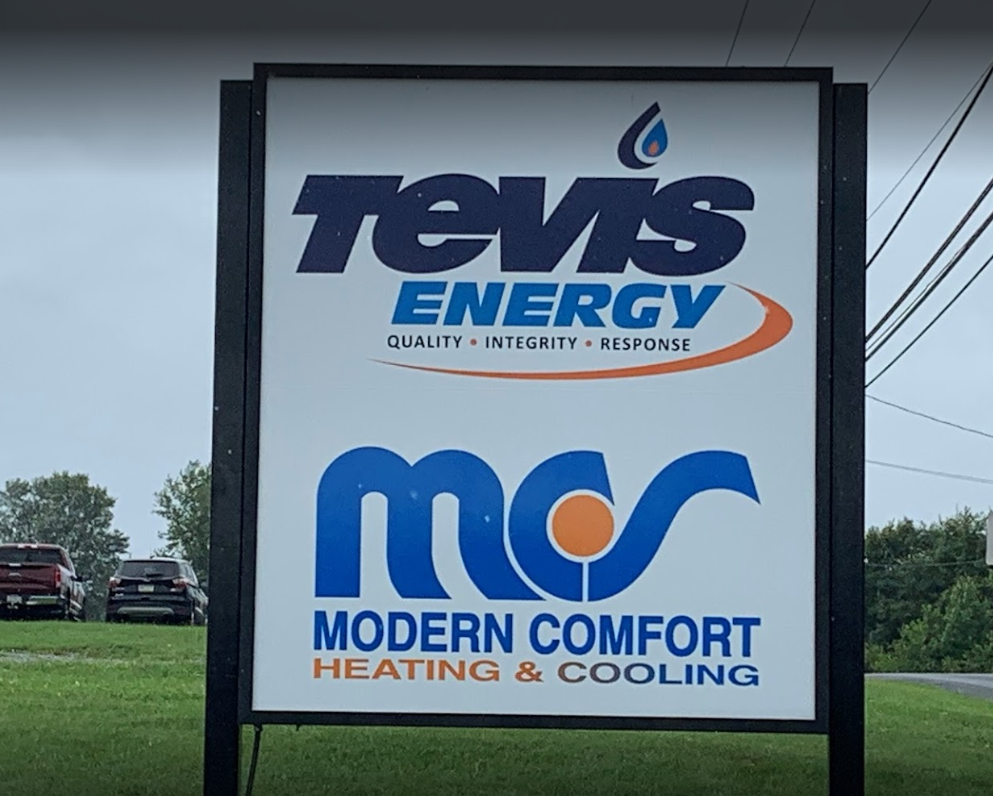 Tevis
ENERGY
QUALITY • INTEGRITY • RESPONSE
mcs
MODERN COMFORT
HEATING & COOLING